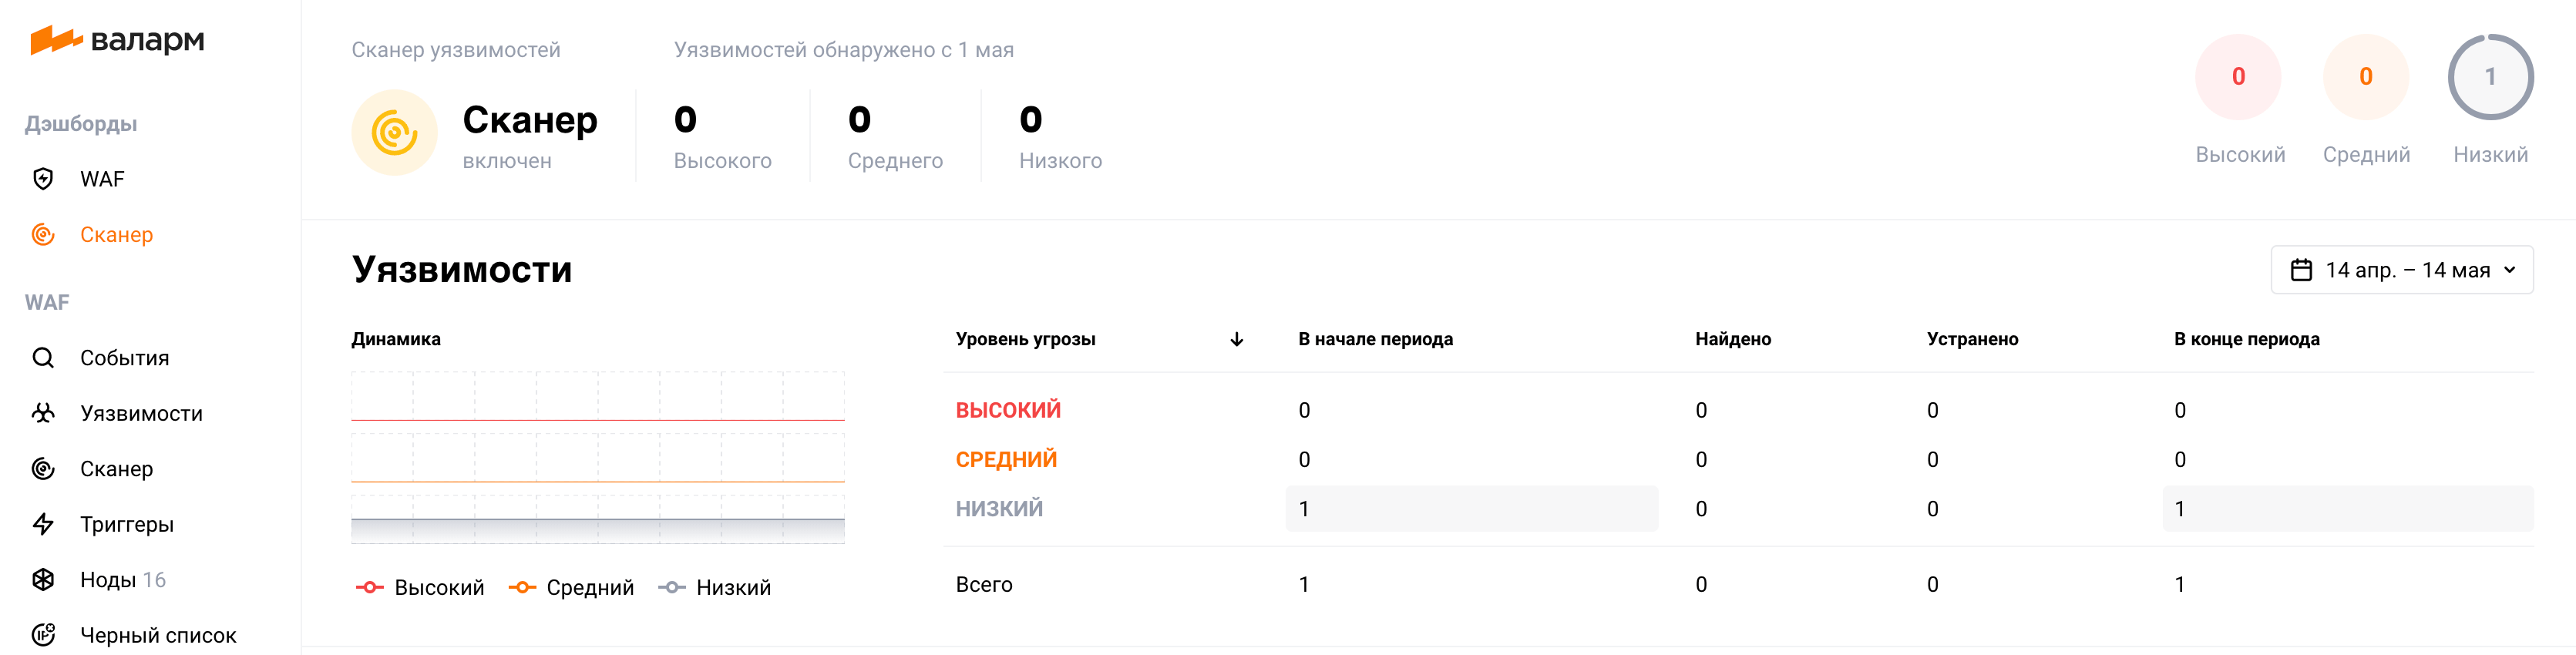 валарм
Дэшборды
WAF
Сканер
WAF
События
Уязвимости
Сканер
Триггеры
Ноды 16
Черный список
Сканер уязвимостей
Сканер
включен
Уязвимостей обнаружено с 1 мая
0 0 0
Высокого Среднего Низкого
0 0 1
Высокий Средний Низкий
Уязвимости
14 апр. – 14 мая
Динамика
Высокий Средний Низкий
Уровень угрозы В начале периода Найдено Устранено В конце периода
ВЫСОКИЙ 0 0 0 0
СРЕДНИЙ 0 0 0 0
НИЗКИЙ 1 0 0 1
Всего 1 0 0 1